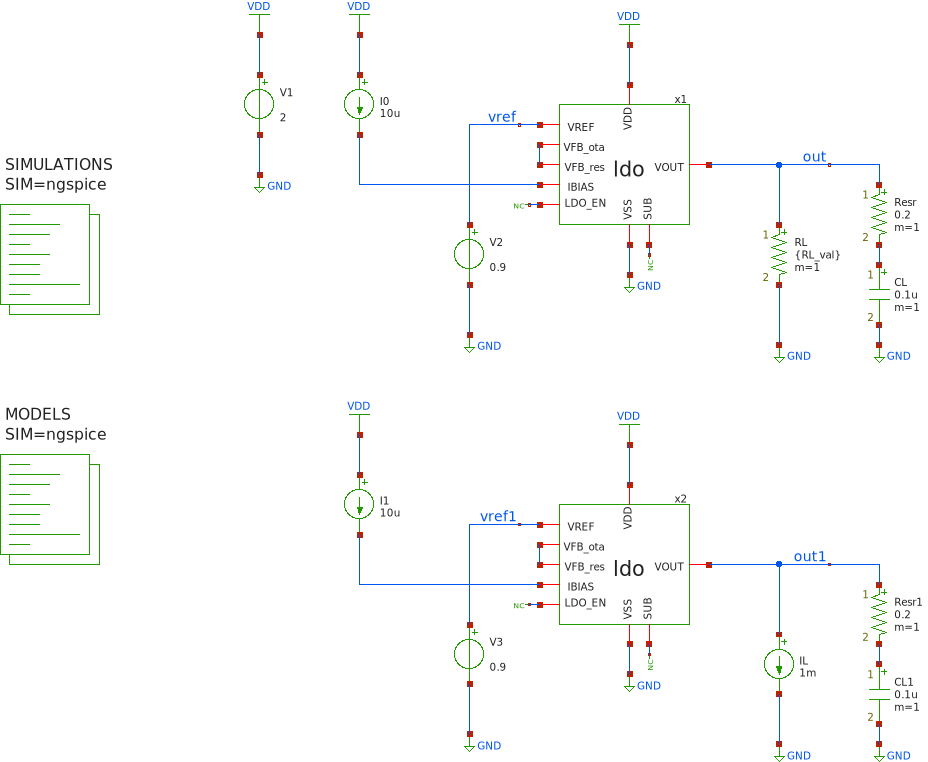 VDD
VDD
VDD
V1
2
I0
10u
x1
vref
VREF
VFB_ota
VFB_res
IBIAS
LDO_EN
NC
VDD
ldo
VOUT
VSS
SUB
NC
GND
GND
out
SIMULATIONS
SIM=ngspice
V2
0.9
GND
1
RL
{RL_val}
m=1
2
GND
1
Resr
0.2
m=1
2
1
CL
0.1u
m=1
2
GND
MODELS
SIM=ngspice
VDD
VDD
I1
10u
x2
vref1
VREF
VFB_ota
VFB_res
IBIAS
LDO_EN
NC
VDD
ldo
VOUT
VSS
SUB
NC
GND
out1
V3
0.9
GND
IL
1m
GND
1
Resr1
0.2
m=1
2
1
CL1
0.1u
m=1
2
GND